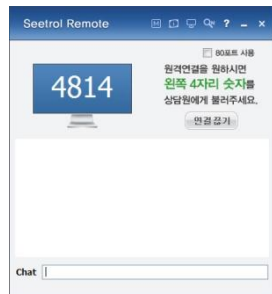 Seetrol Remote
80포트 사용
원격연결을 원하시면
왼쪽 4자리 숫자를
상담원에게 불러주세요.
4814
연결끊기
Chat